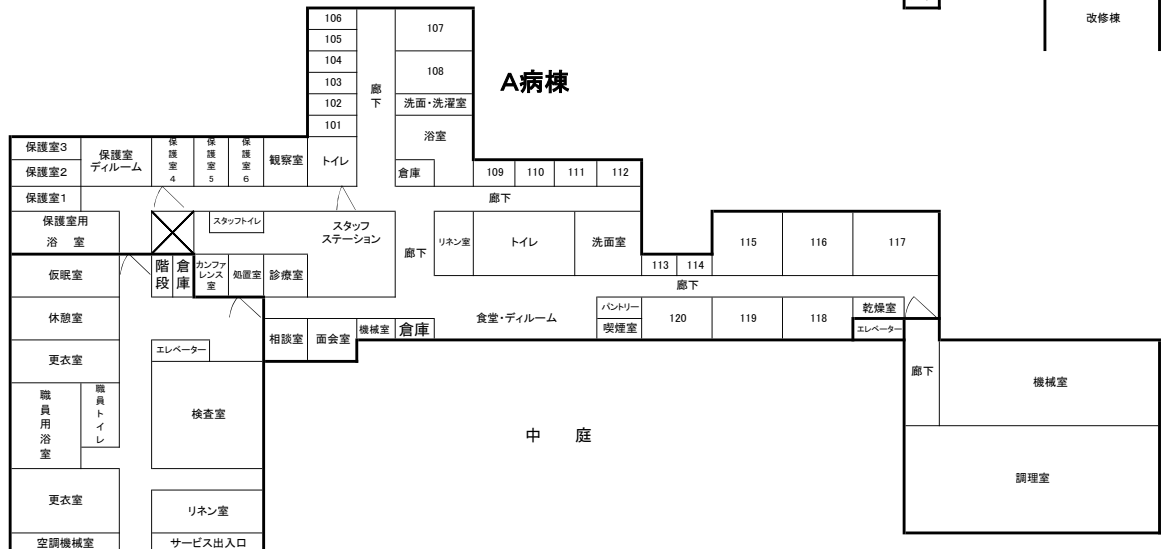 改修棟
106
107
105
104
108
A病棟
103
廊
下
102
洗面・洗濯室
101
浴室
保護室3
保護室
ディルーム
保
護
室
4
保
護
室
5
保
護
室
6
観察室
トイレ
保護室2
倉庫
109
110
111
112
保護室1
廊下
保護室用
浴 室
スタッフトイレ
スタッフ
ステーション
廊下
リネン室
トイレ
洗面室
115
116
117
仮眠室
階
段
倉
庫
カンファ
レンス
室
処置室
診療室
113
114
廊下
休憩室
食堂・ディルーム
パントリー
120
119
118
乾燥室
相談室
面会室
機械室
倉庫
喫煙室
エレベーター
更衣室
エレベーター
廊下
機械室
職
員
用
浴
室
職
員
ト
イ
レ
検査室
中 庭
調理室
更衣室
リネン室
空調機械室
サービス出入口